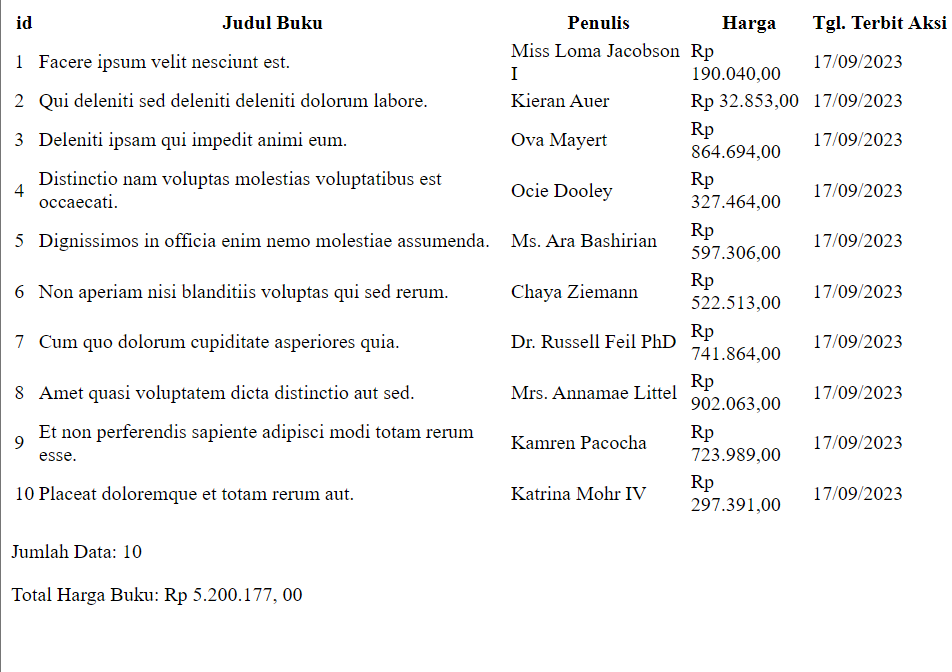 id Judul Buku Penulis Harga Tgl. Terbit Aksi
1 Facere ipsum velit nesciunt est. Miss Loma Jacobson I Rp 190.040,00 17/09/2023
2 Qui deleniti sed deleniti deleniti dolorum labore. Kieran Auer Rp 32.853,00 17/09/2023
3 Deleniti ipsam qui impedit animi eum. Ova Mayert Rp 864.694,00 17/09/2023
4 Distinctio nam voluptas molestias voluptatibus est occaecati. Ocie Dooley Rp 327.464,00 17/09/2023
5 Dignissimos in officia enim nemo molestiae assumenda. Ms. Ara Bashirian Rp 597.306,00 17/09/2023
6 Non aperiam nisi blanditiis voluptas qui sed rerum. Chaya Ziemann Rp 522.513,00 17/09/2023
7 Cum quo dolorum cupiditate asperiores quia. Dr. Russell Feil PhD Rp 741.864,00 17/09/2023
8 Amet quasi voluptatem dicta distinctio aut sed. Mrs. Annamae Littel Rp 902.063,00 17/09/2023
9 Et non perferendis sapiente adipisci modi totam rerum esse. Kamren Pacocha Rp 723.989,00 17/09/2023
10 Placeat doloremque et totam rerum aut. Katrina Mohr IV Rp 297.391,00 17/09/2023
Jumlah Data: 10
Total Harga Buku: Rp 5.200.177, 00